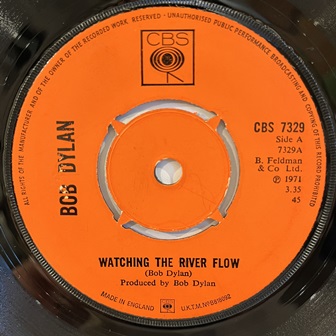 ALL RIGHTS OF THE MANUFACTURER AND OF THE OWNER OF THE RECORDED WORK RESERVED · UNAUTHORISED PUBLIC PERFORMANCE BROADCASTING AND COPYING OF THIS RECORD PROHIBITED
CBS
BOB DYLAN
CBS 7329
Side A
7329A
B. Feldman
& Co Ltd.
℗ 1971
3.35
45
WATCHING THE RIVER FLOW
(Bob Dylan)
Produced by Bob Dylan
MADE IN ENGLAND